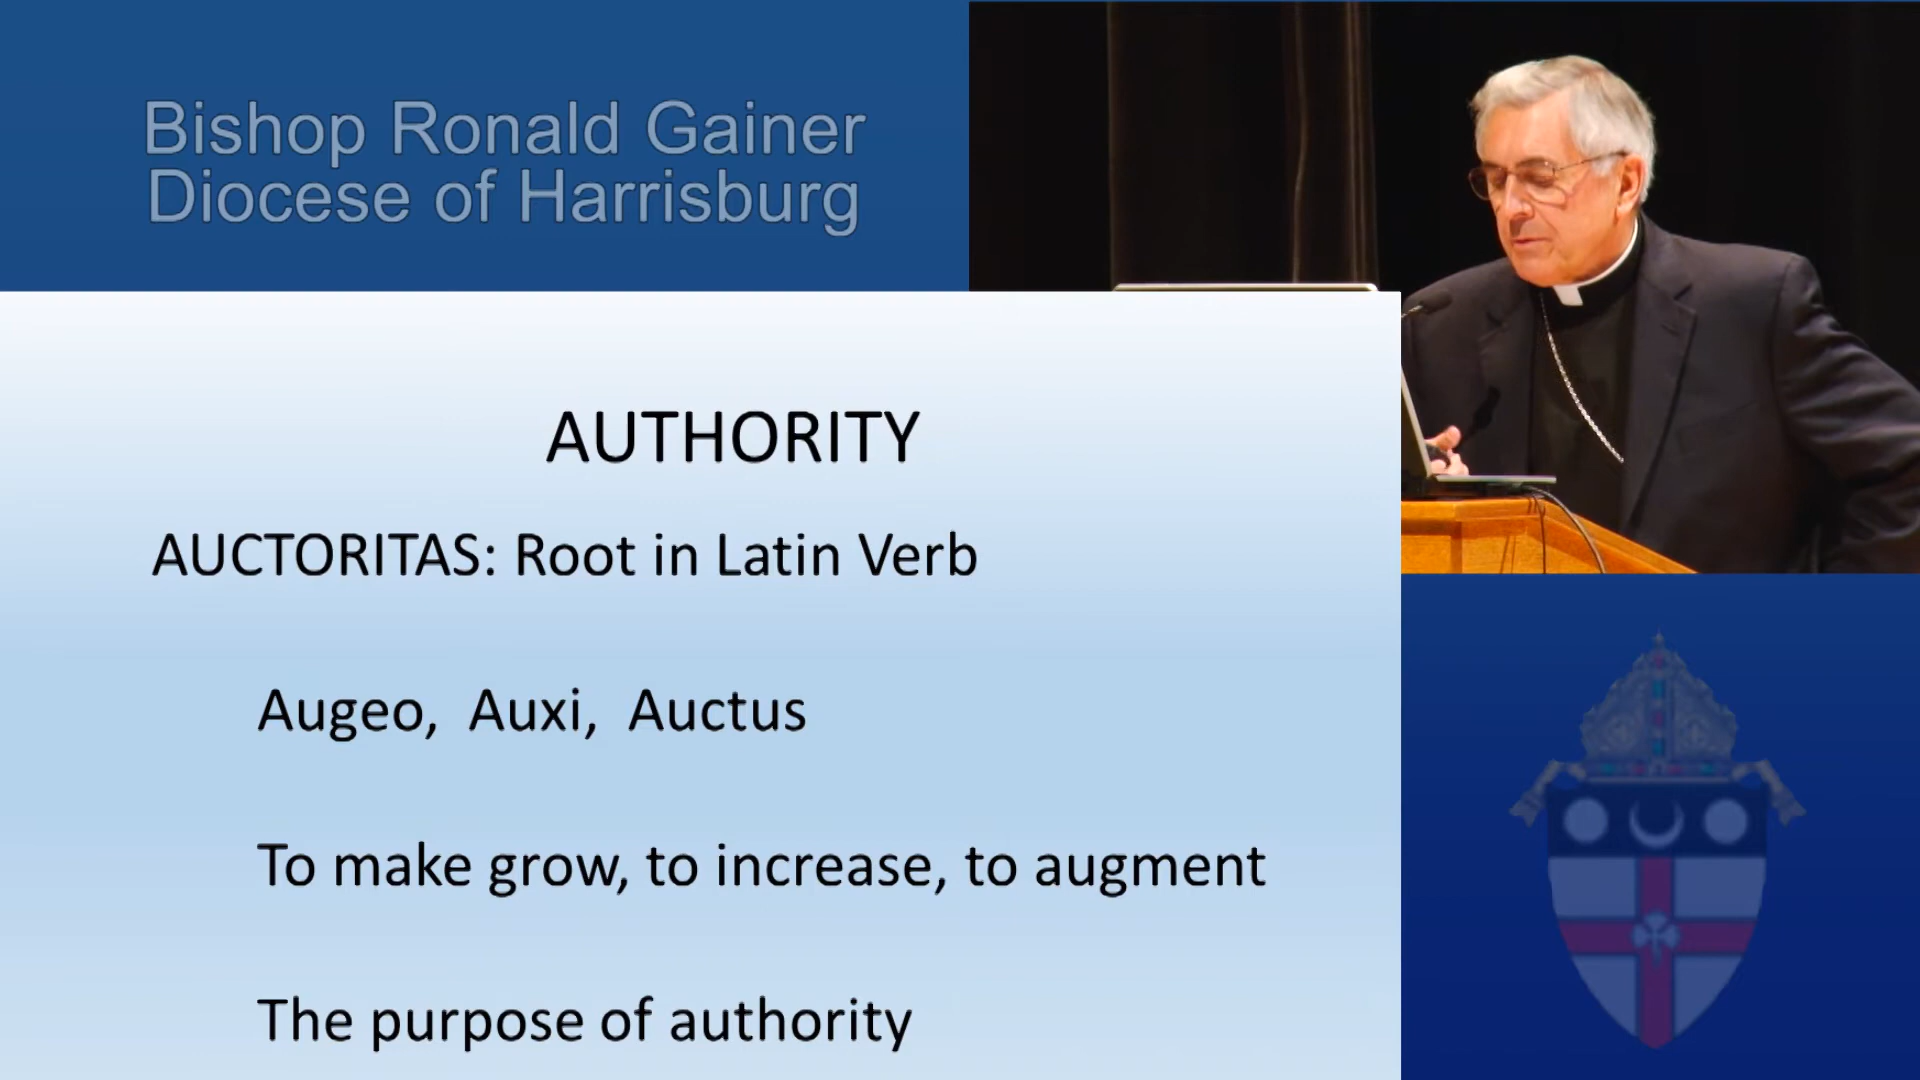 Bishop Ronald Gainer
Diocese of Harrisburg
AUTHORITY
AUCTORITAS: Root in Latin Verb
Augeo, Auxi, Auctus
To make grow, to increase, to augment
The purpose of authority